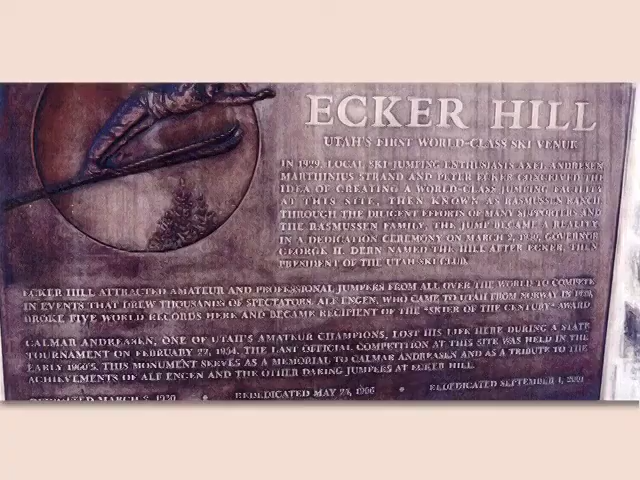 ECKER HILL
UTAH'S FIRST WORLD-CLASS SKI VENUE
IN 1929, LOCAL SKI-JUMPING ENTHUSIASTS AXEL ANDRESEN,
MARTHINIUS STRAND AND PETER ECKER CONCEIVED THE
IDEA OF CREATING A WORLD-CLASS JUMPING FACILITY
AT THIS SITE, THEN KNOWN AS RASMUSSEN RANCH.
THROUGH THE DILIGENT EFFORTS OF MANY SUPPORTERS AND
THE RASMUSSEN FAMILY, THE JUMP BECAME A REALITY
IN A DEDICATION CEREMONY ON MARCH 2, 1930. GOVERNOR
GEORGE H. DERN NAMED THE HILL AFTER ECKER, THEN
PRESIDENT OF THE UTAH SKI CLUB.
ECKER HILL ATTRACTED AMATEUR AND PROFESSIONAL JUMPERS FROM ALL OVER THE WORLD TO COMPETE
IN EVENTS THAT DREW THOUSANDS OF SPECTATORS. ALF ENGEN, WHO CAME TO UTAH FROM NORWAY IN
BROKE FIVE WORLD RECORDS HERE AND BECAME RECIPIENT OF THE "SKIER OF THE CENTURY" AWARD
CALMAR ANDREASEN, ONE OF UTAH'S AMATEUR CHAMPIONS, LOST HIS LIFE HERE DURING A STATE
TOURNAMENT ON FEBRUARY 22, 1934. THE LAST OFFICIAL COMPETITION AT THIS SITE WAS HELD IN THE
EARLY 1960'S. THIS MONUMENT SERVES AS A MEMORIAL TO CALMAR ANDREASEN AND AS A TRIBUTE TO THE
ACHIEVEMENTS OF ALF ENGEN AND THE OTHER DARING JUMPERS AT ECKER HILL.
DEDICATED MARCH 2, 1930 • REDEDICATED MAY 24, 1996 • REDEDICATED SEPTEMBER 1, 2001